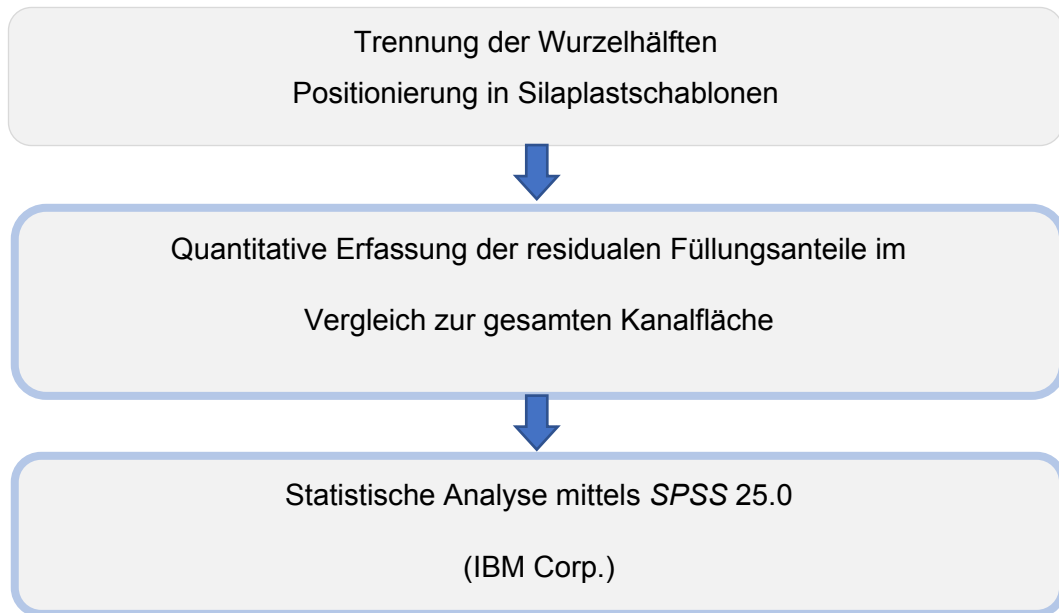 Trennung der Wurzelhälften
Positionierung in Silaplastschablonen
Quantitative Erfassung der residualen Füllungsanteile im
Vergleich zur gesamten Kanalfläche
Statistische Analyse mittels SPSS 25.0
(IBM Corp.)